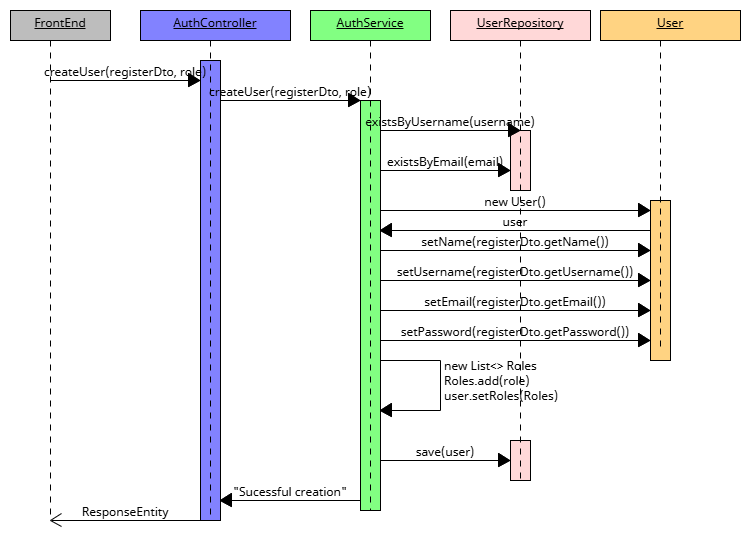 FrontEnd
AuthController
AuthService
UserRepository
User
createUser(registerDto, role)
createUser(registerDto, role)
existsByUsername(username)
existsByEmail(email)
new User()
user
setName(registerDto.getName())
setUsername(registerDto.getUsername())
setEmail(registerDto.getEmail())
setPassword(registerDto.getPassword())
new List<> Roles
Roles.add(role)
user.setRoles(Roles)
save(user)
"Sucessful creation"
ResponseEntity